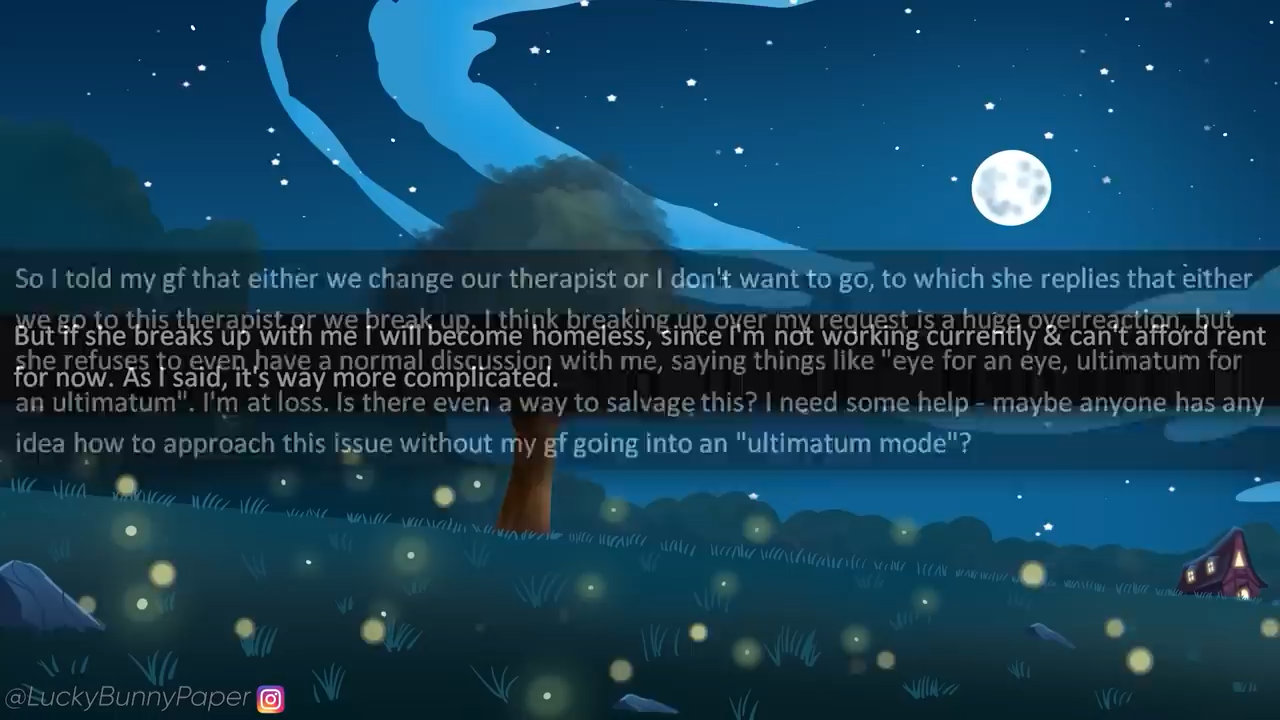 So I told my gf that either we change our therapist or I don't want to go, to which she replies that either
we go to this therapist or we break up. I think breaking up over my request is a huge overreaction, but
she refuses to even have a normal discussion with me, saying things like "eye for an eye, ultimatum for
an ultimatum". I'm at loss. Is there even a way to salvage this? I need some help - maybe anyone has any
idea how to approach this issue without my gf going into an "ultimatum mode"?
But if she breaks up with me I will become homeless, since I'm not working currently & can't afford rent
for now. As I said, it's way more complicated.
@LuckyBunnyPaper